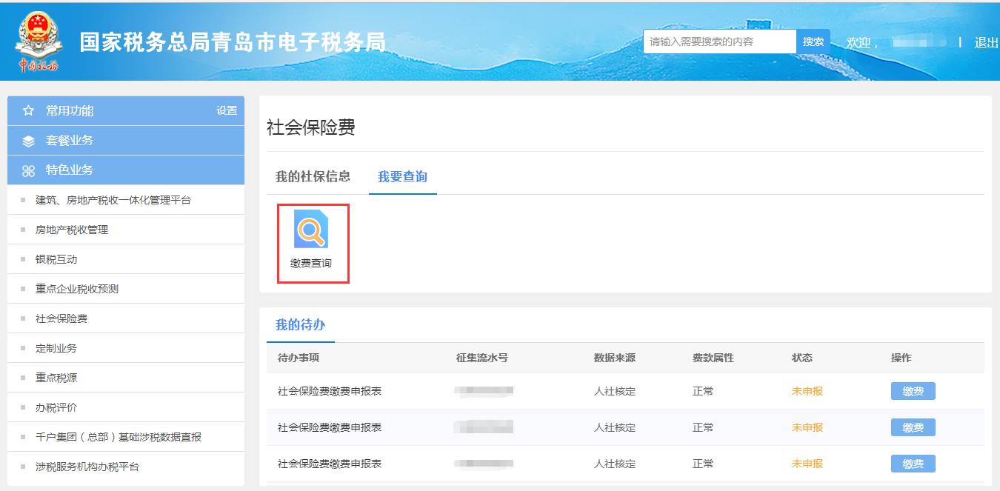 国家税务总局青岛市电子税务局
中国税务
请输入需要搜索的内容 搜索 欢迎， | 退出
常用功能 设置
套餐业务
特色业务
建筑、房地产税收一体化管理平台
房地产税收管理
银税互动
重点企业税收预测
社会保险费
定制业务
重点税源
办税评价
千户集团（总部）基础涉税数据直报
涉税服务机构办税平台
社会保险费
我的社保信息 我要查询
缴费查询
我的待办
待办事项 征集流水号 数据来源 费款属性 状态 操作
社会保险费缴费申报表 人社核定 正常 未申报 缴费
社会保险费缴费申报表 人社核定 正常 未申报 缴费
社会保险费缴费申报表 人社核定 正常 未申报 缴费